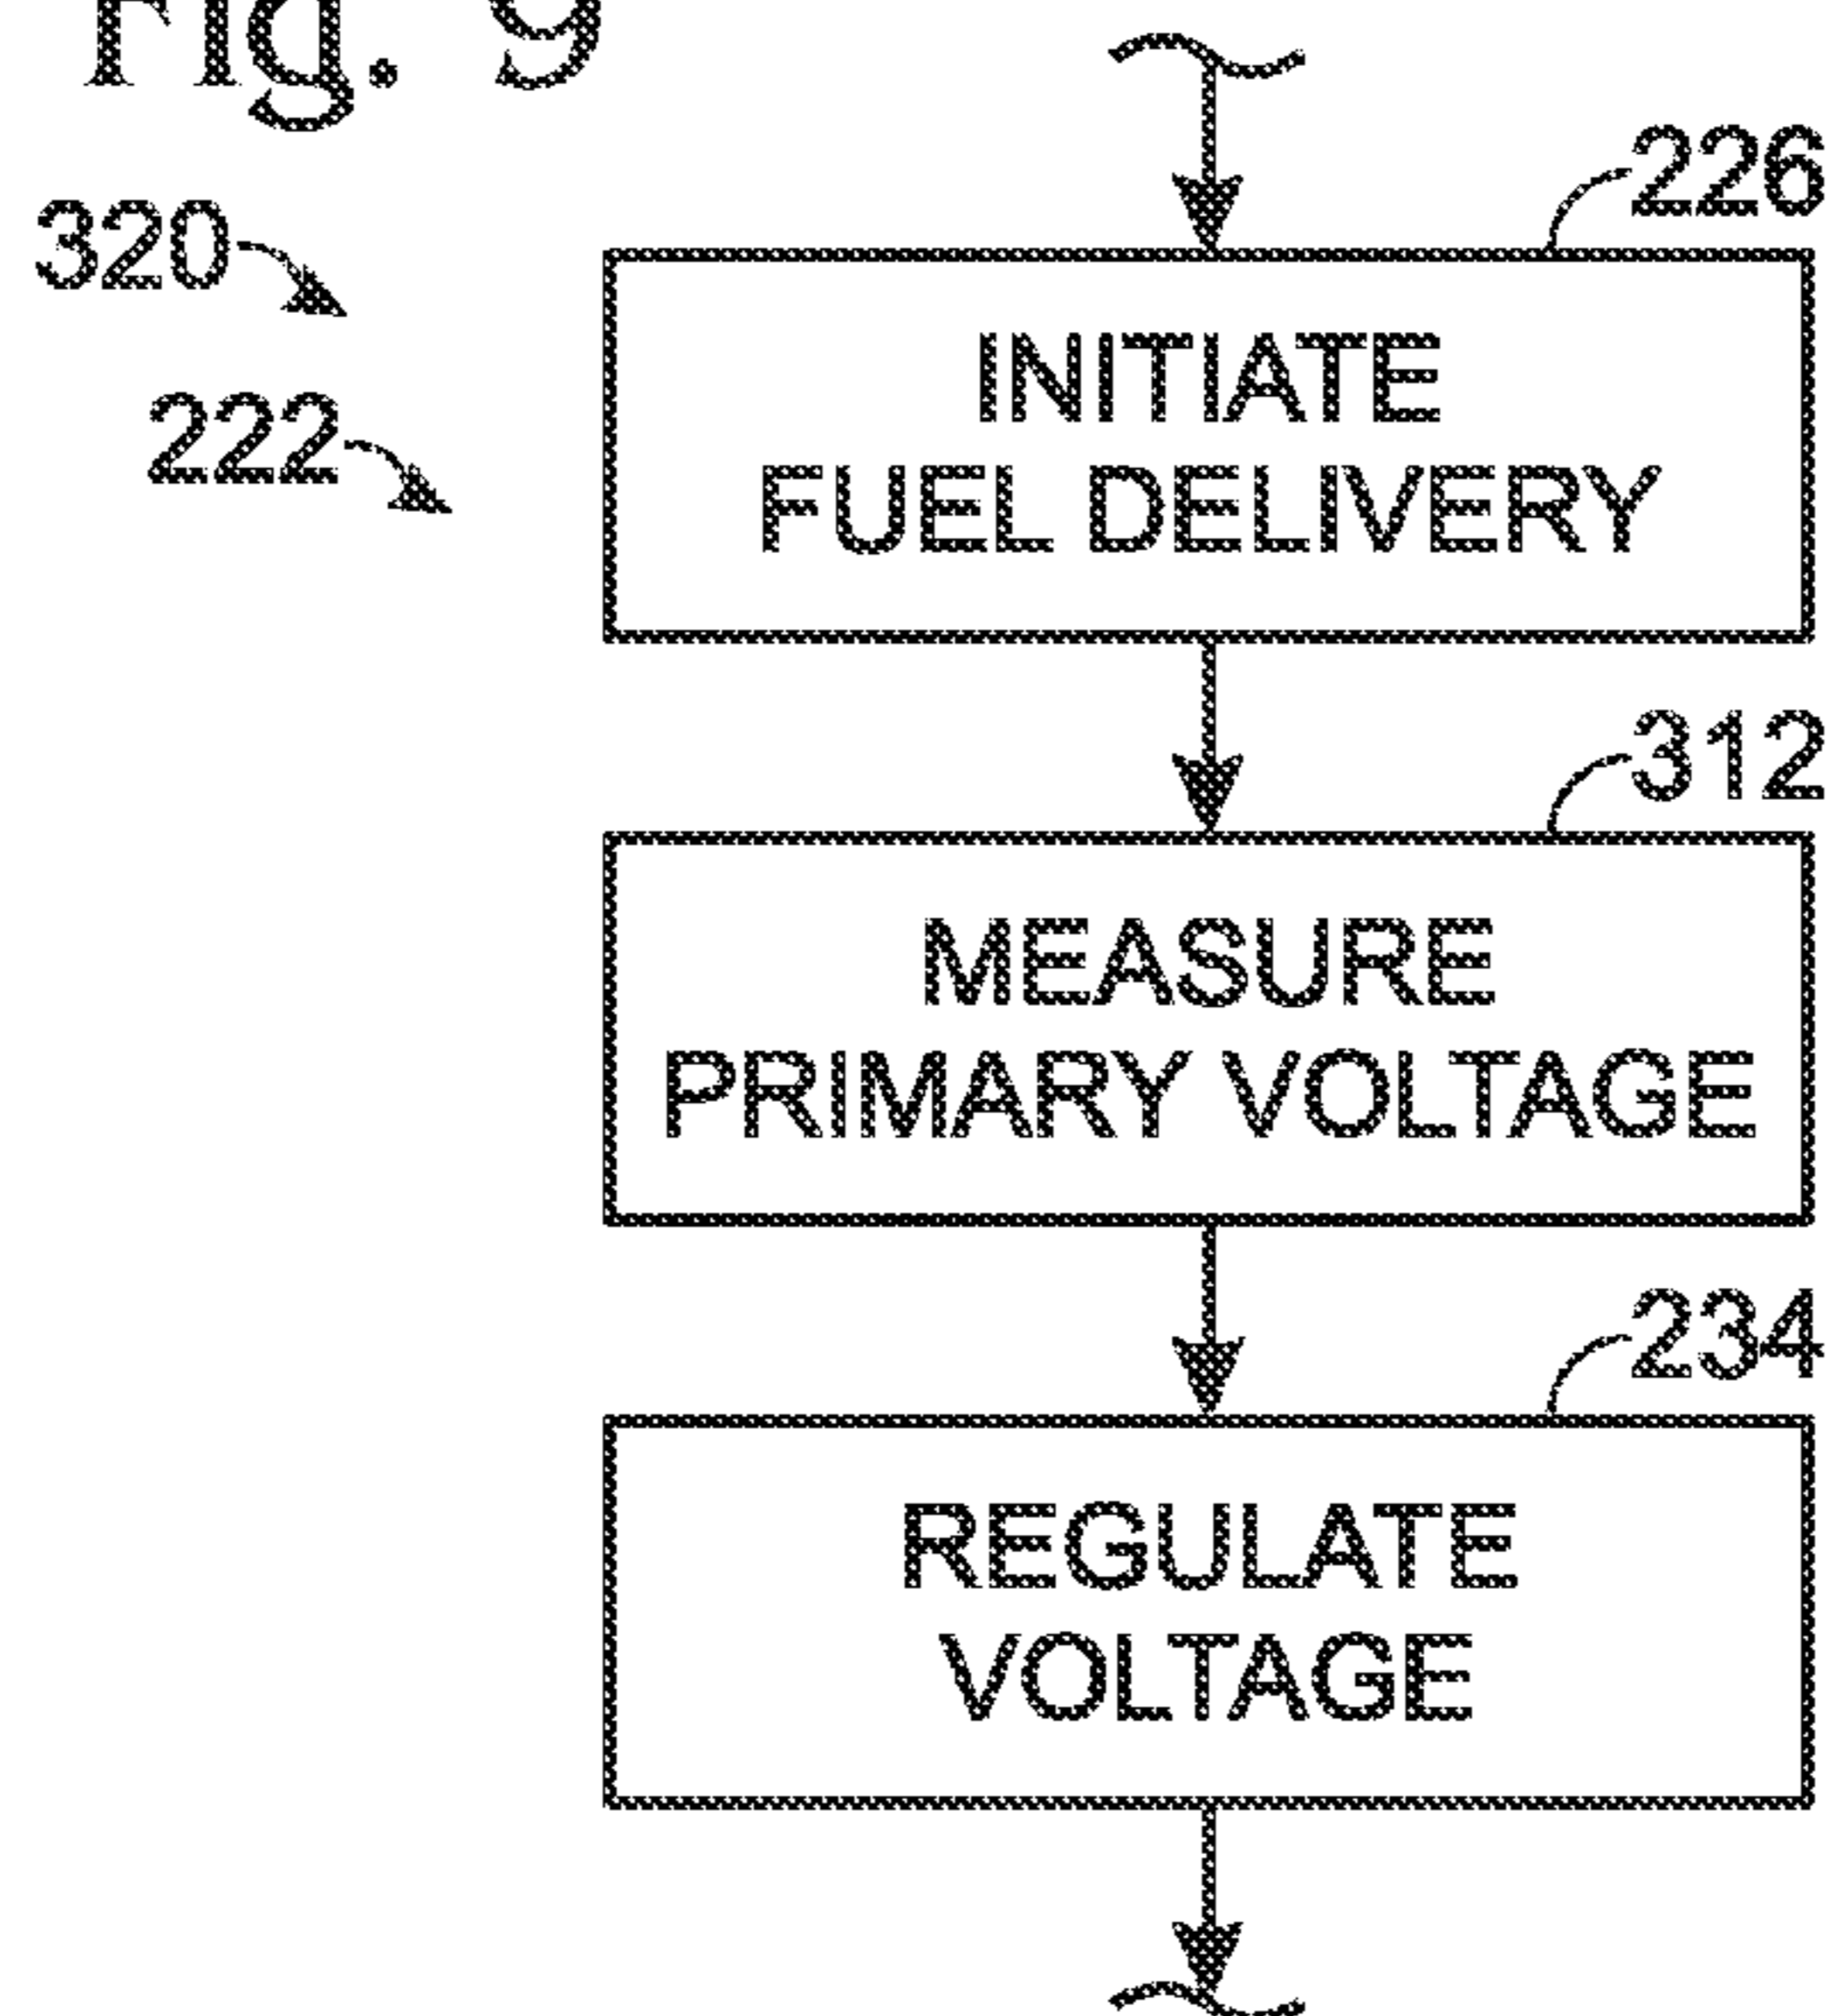 Fig. 9
226
320
INITIATE
222
FUEL DELIVERY
312
MEASURE
PRIMARY VOLTAGE
234
REGULATE
VOLTAGE